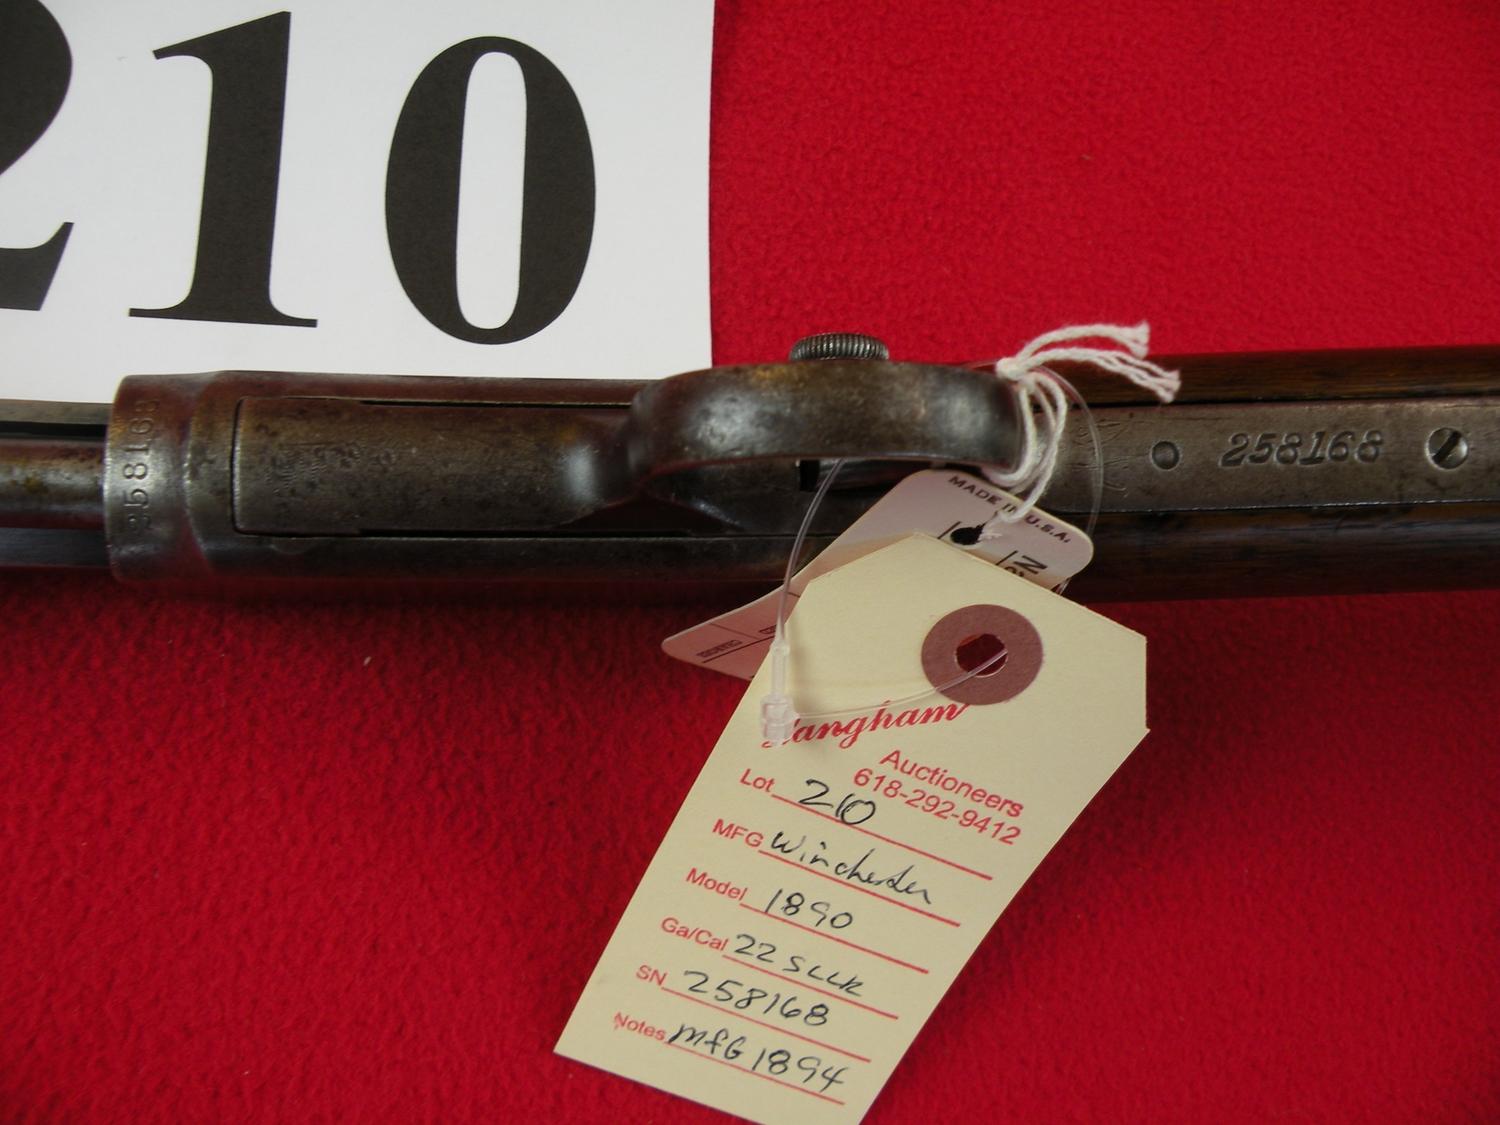 210
258168
258168
MADE IN U.S.A.
Langham
Auctioneers
618-292-9412
Lot 210
MFG Winchester
Model 1890
Ga/Cal 22 SLLR
SN 258168
Notes MFG 1894